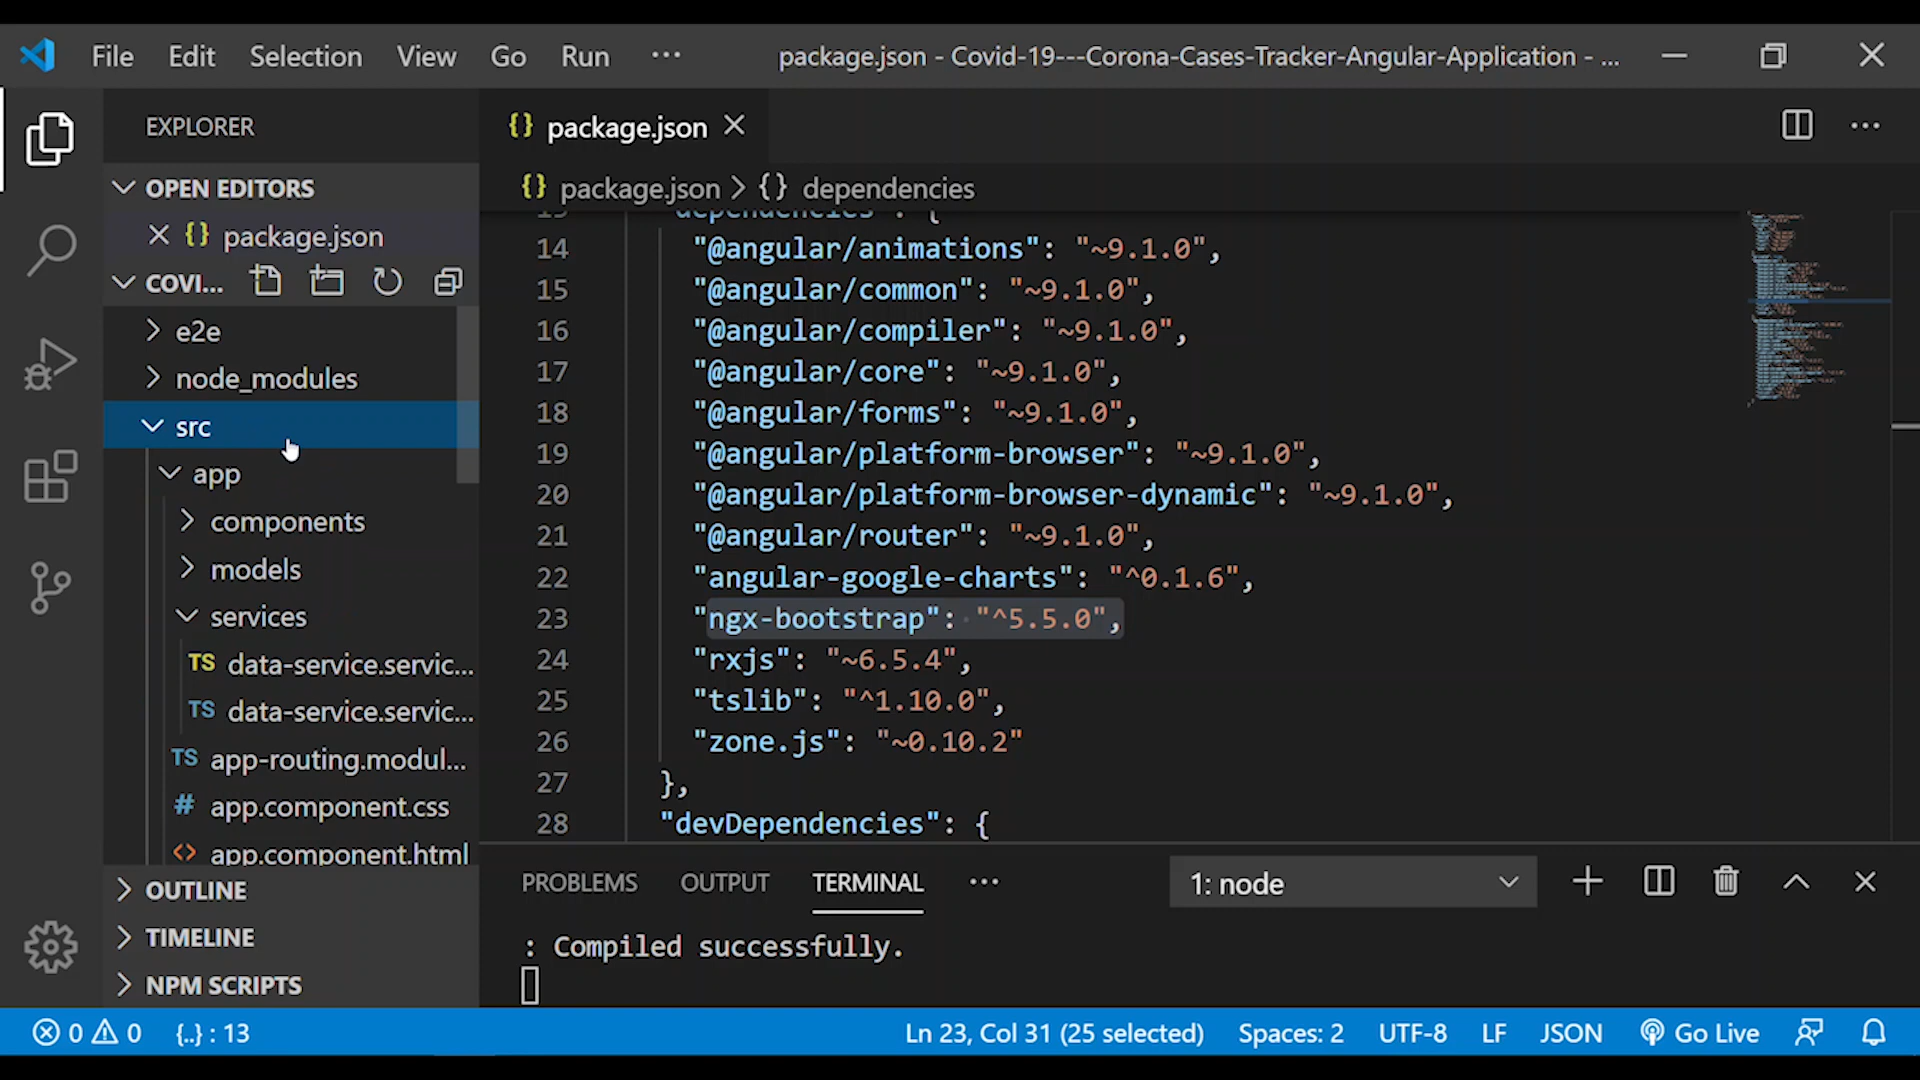 File Edit Selection View Go Run ··· package.json - Covid-19---Corona-Cases-Tracker-Angular-Application - ...
EXPLORER
OPEN EDITORS
{} package.json
COVI...
e2e
node_modules
src
app
components
models
services
TS data-service.servic...
TS data-service.servic...
TS app-routing.modul...
# app.component.css
<> app.component.html
OUTLINE
TIMELINE
NPM SCRIPTS
{} package.json
{} package.json > {} dependencies
13 "dependencies": {
14 "@angular/animations": "~9.1.0",
15 "@angular/common": "~9.1.0",
16 "@angular/compiler": "~9.1.0",
17 "@angular/core": "~9.1.0",
18 "@angular/forms": "~9.1.0",
19 "@angular/platform-browser": "~9.1.0",
20 "@angular/platform-browser-dynamic": "~9.1.0",
21 "@angular/router": "~9.1.0",
22 "angular-google-charts": "^0.1.6",
23 "ngx-bootstrap": "^5.5.0",
24 "rxjs": "~6.5.4",
25 "tslib": "^1.10.0",
26 "zone.js": "~0.10.2"
27 },
28 "devDependencies": {
PROBLEMS OUTPUT TERMINAL ··· 1: node
: Compiled successfully.
0 0 {..} : 13 Ln 23, Col 31 (25 selected) Spaces: 2 UTF-8 LF JSON Go Live